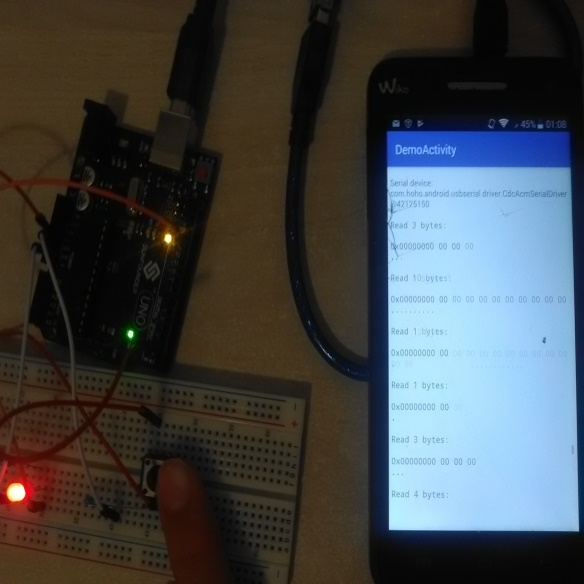 Wiko
45% 01:08
DemoActivity
Serial device:
com.hoho.android.usbserial.driver.CdcAcmSerialDriver
@42125150
Read 3 bytes:
0x00000000 00 00 00
...
Read 10 bytes:
0x00000000 00 00 00 00 00 00 00 00 00 00
..........
Read 1 bytes:
0x00000000 00
Read 1 bytes:
0x00000000 00
.
Read 3 bytes:
0x00000000 00 00 00
...
Read 4 bytes:
UNO